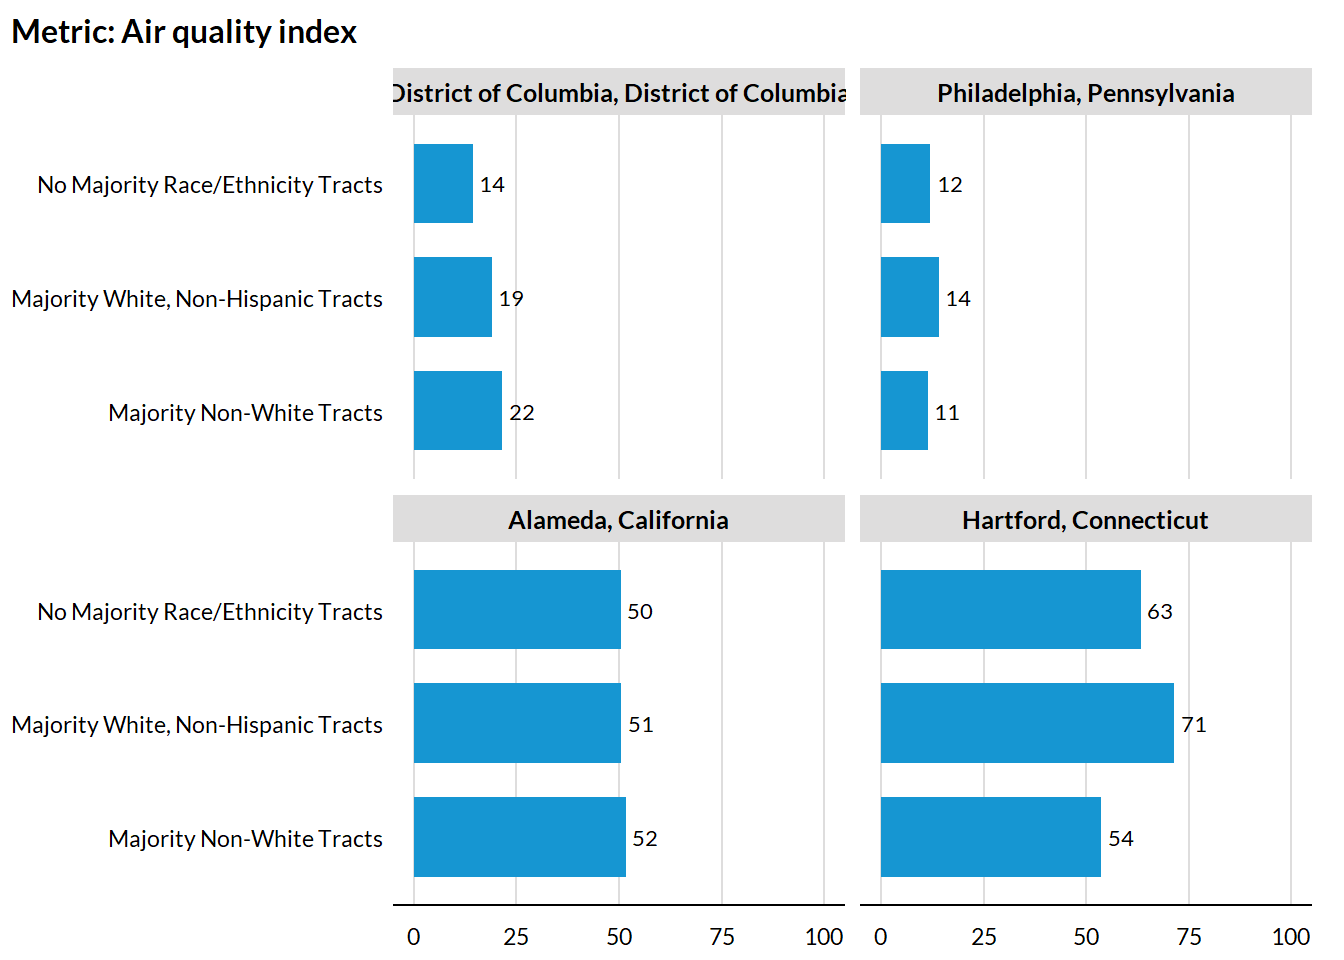 Metric: Air quality index
District of Columbia, District of Columbia
Philadelphia, Pennsylvania
No Majority Race/Ethnicity Tracts
14
12
Majority White, Non-Hispanic Tracts
19
14
Majority Non-White Tracts
22
11
Alameda, California
Hartford, Connecticut
No Majority Race/Ethnicity Tracts
50
63
Majority White, Non-Hispanic Tracts
51
71
Majority Non-White Tracts
52
54
0 25 50 75 100
0 25 50 75 100